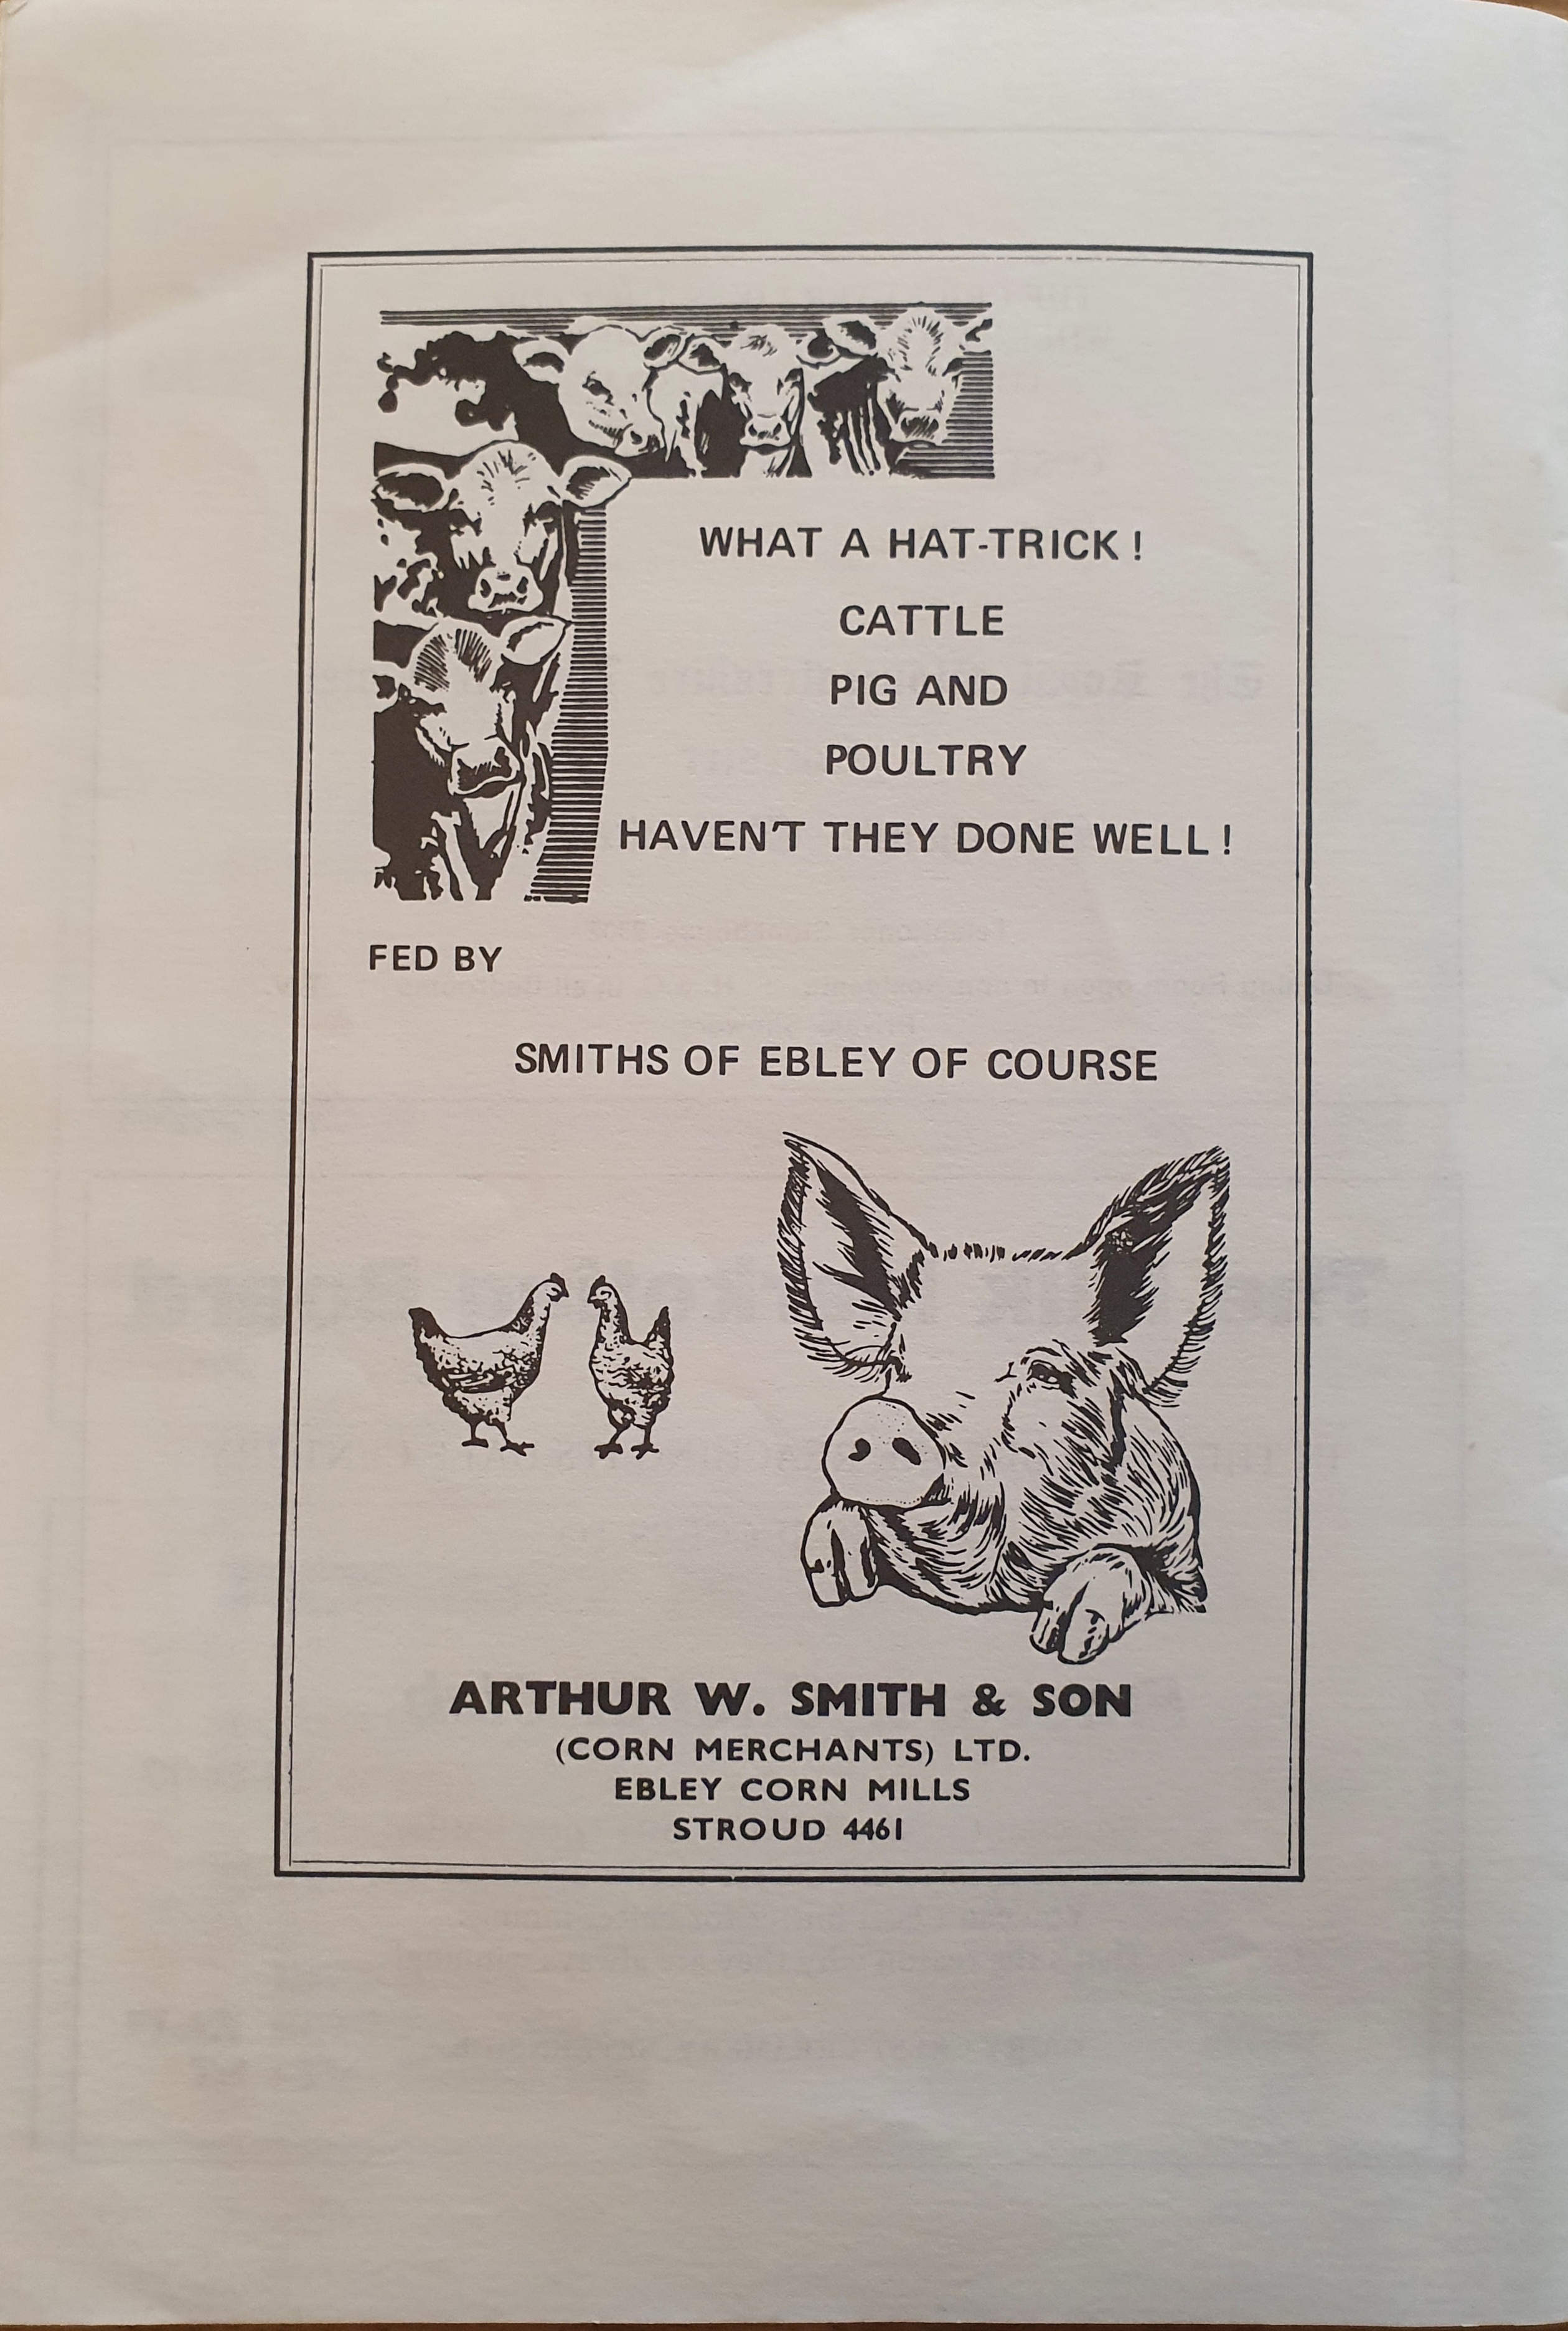 WHAT A HAT-TRICK !
CATTLE
PIG AND
POULTRY
HAVEN'T THEY DONE WELL !
FED BY
SMITHS OF EBLEY OF COURSE
ARTHUR W. SMITH & SON
(CORN MERCHANTS) LTD.
EBLEY CORN MILLS
STROUD 4461